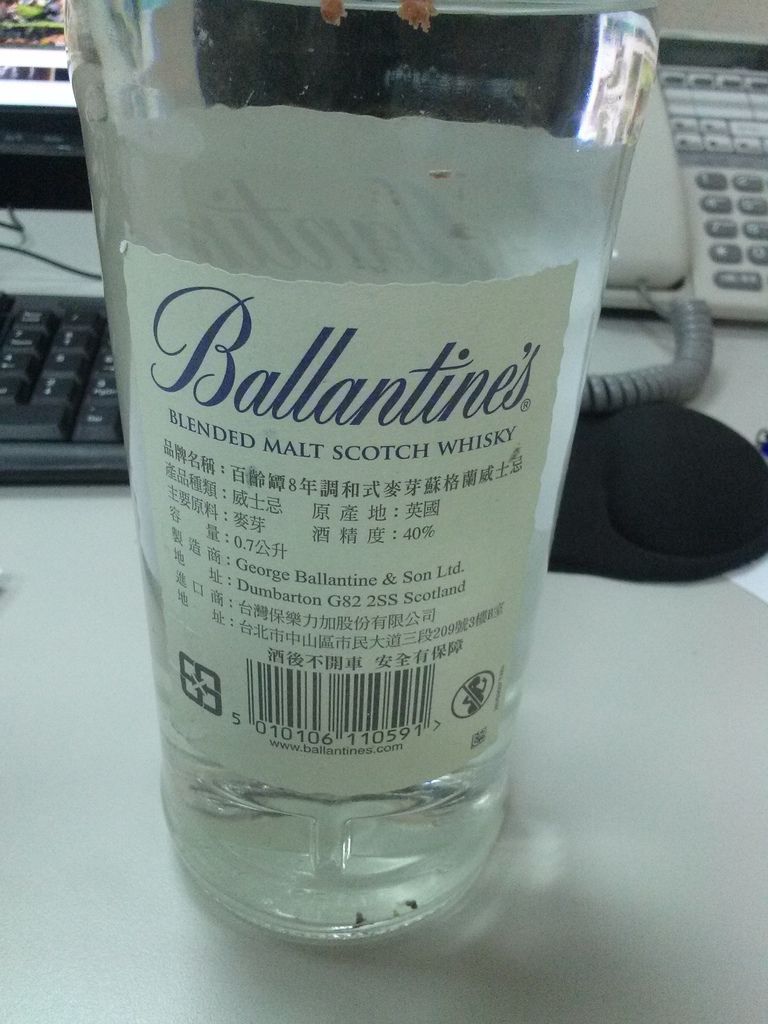 Ballantine's®
BLENDED MALT SCOTCH WHISKY
品牌名稱：百齡罈8年調和式麥芽蘇格蘭威士忌
產品種類：威士忌 原產地：英國
主要原料：麥芽 酒精度：40%
容量：0.7公升
製造商：George Ballantine & Son Ltd.
地址：Dumbarton G82 2SS Scotland
進口商：台灣保樂力加股份有限公司
地址：台北市中山區市民大道三段209號3樓B室
酒後不開車 安全有保障
5 010106 110591 >
www.ballantines.com